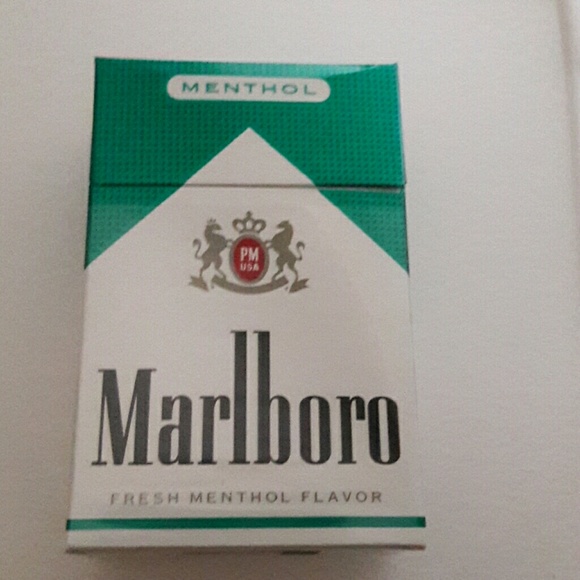 MENTHOL
PM
USA
Marlboro
FRESH MENTHOL FLAVOR